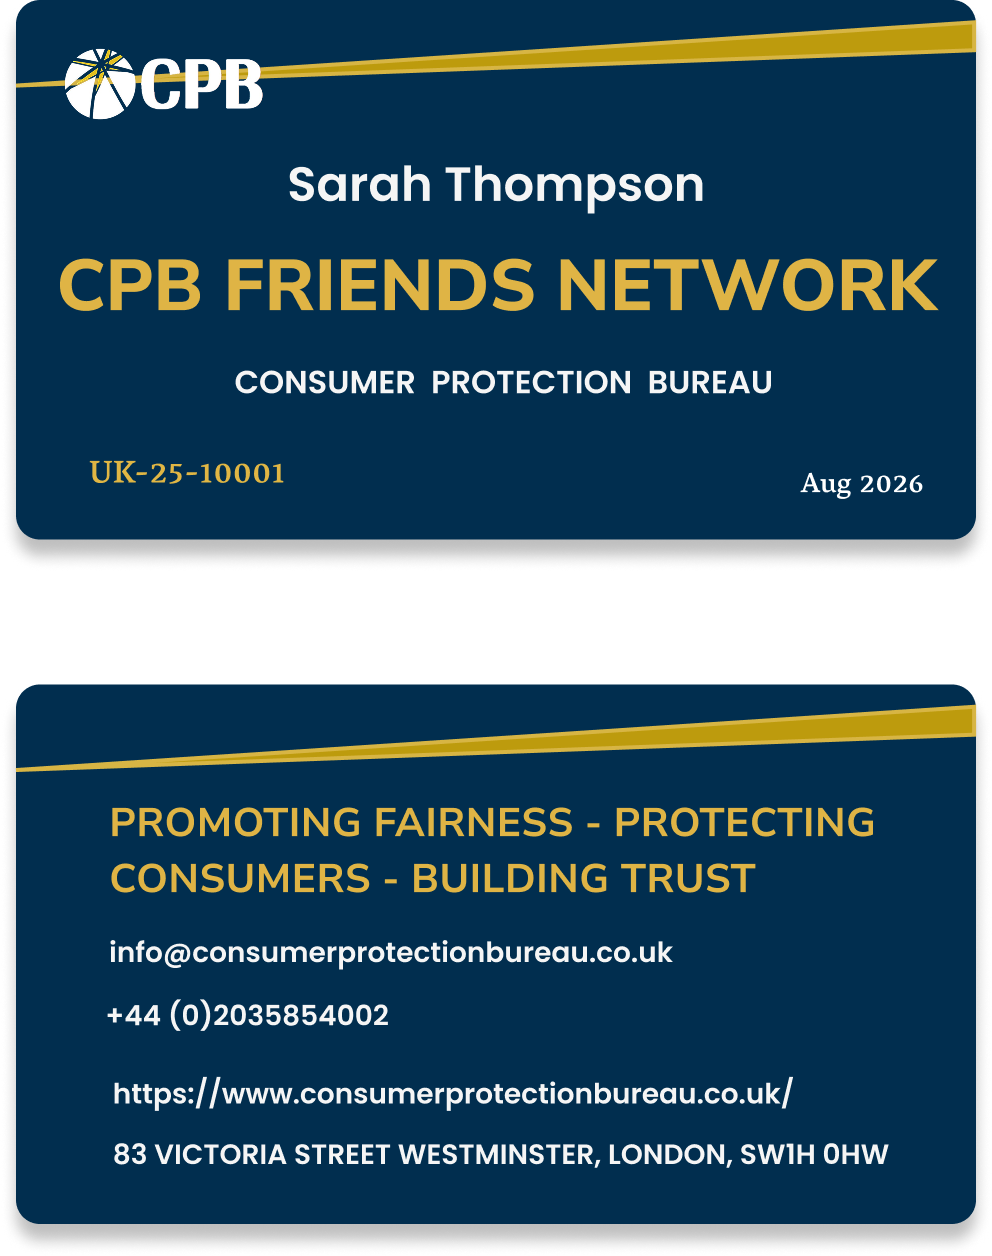 CPB
Sarah Thompson
CPB FRIENDS NETWORK
CONSUMER PROTECTION BUREAU
UK-25-10001
Aug 2026
PROMOTING FAIRNESS - PROTECTING
CONSUMERS - BUILDING TRUST
info@consumerprotectionbureau.co.uk
+44 (0)2035854002
https://www.consumerprotectionbureau.co.uk/
83 VICTORIA STREET WESTMINSTER, LONDON, SW1H 0HW